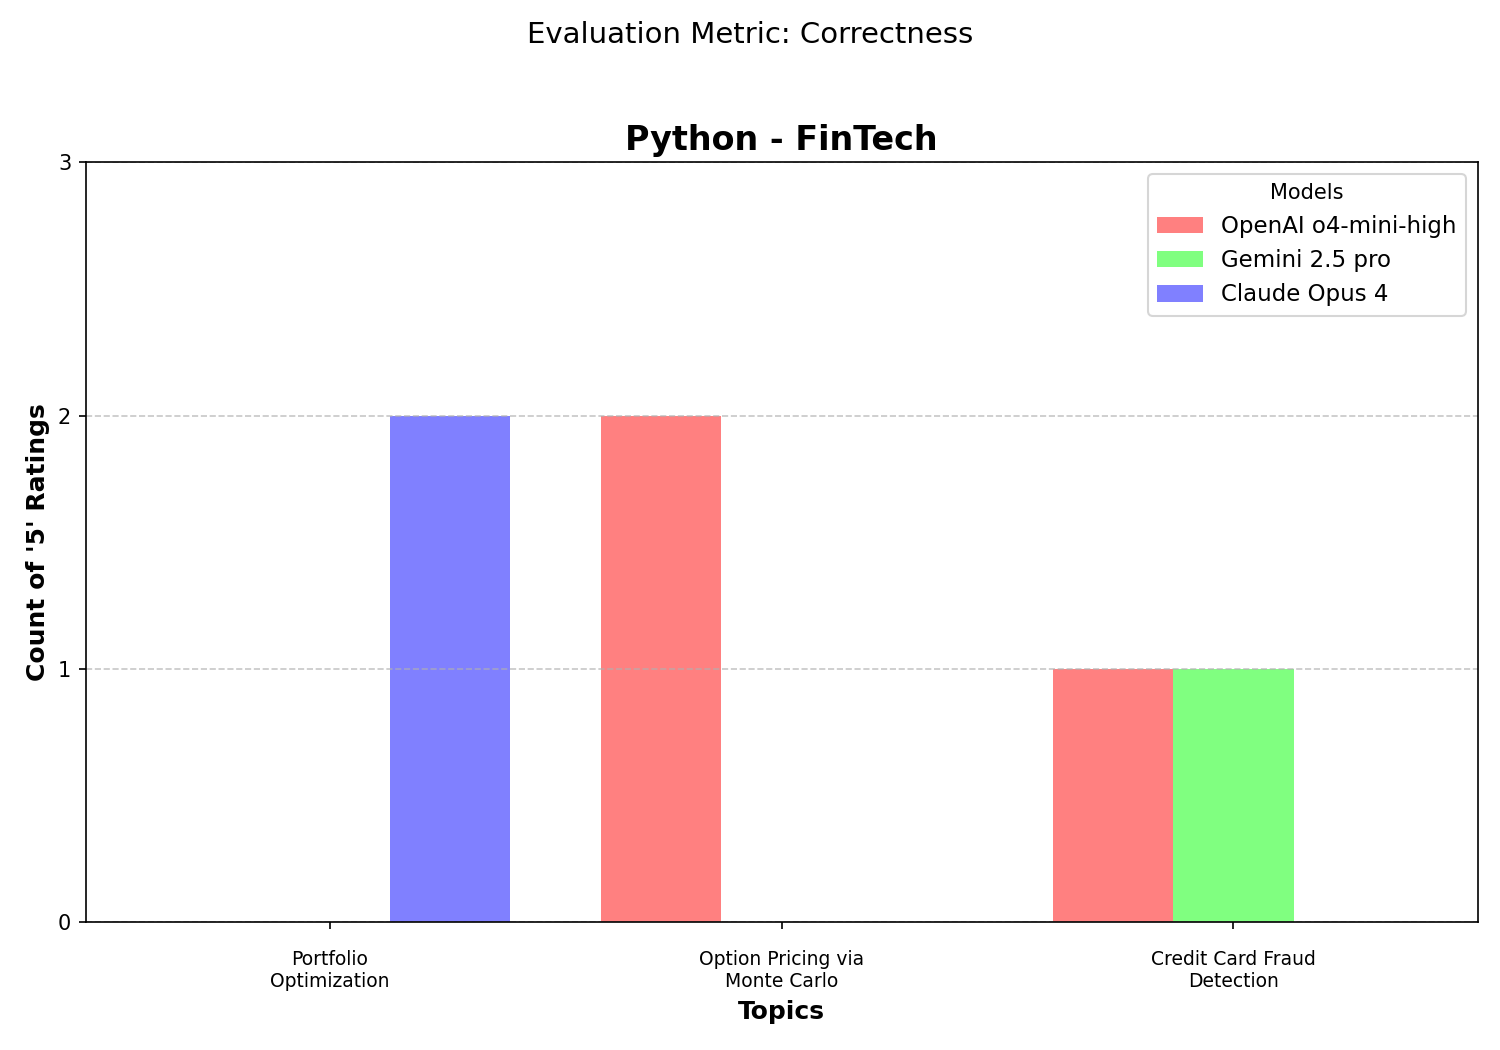 Evaluation Metric: Correctness
Python - FinTech
Models
OpenAI o4-mini-high
Gemini 2.5 pro
Claude Opus 4
Count of '5' Ratings
3
2
1
0
Portfolio
Optimization
Option Pricing via
Monte Carlo
Credit Card Fraud
Detection
Topics